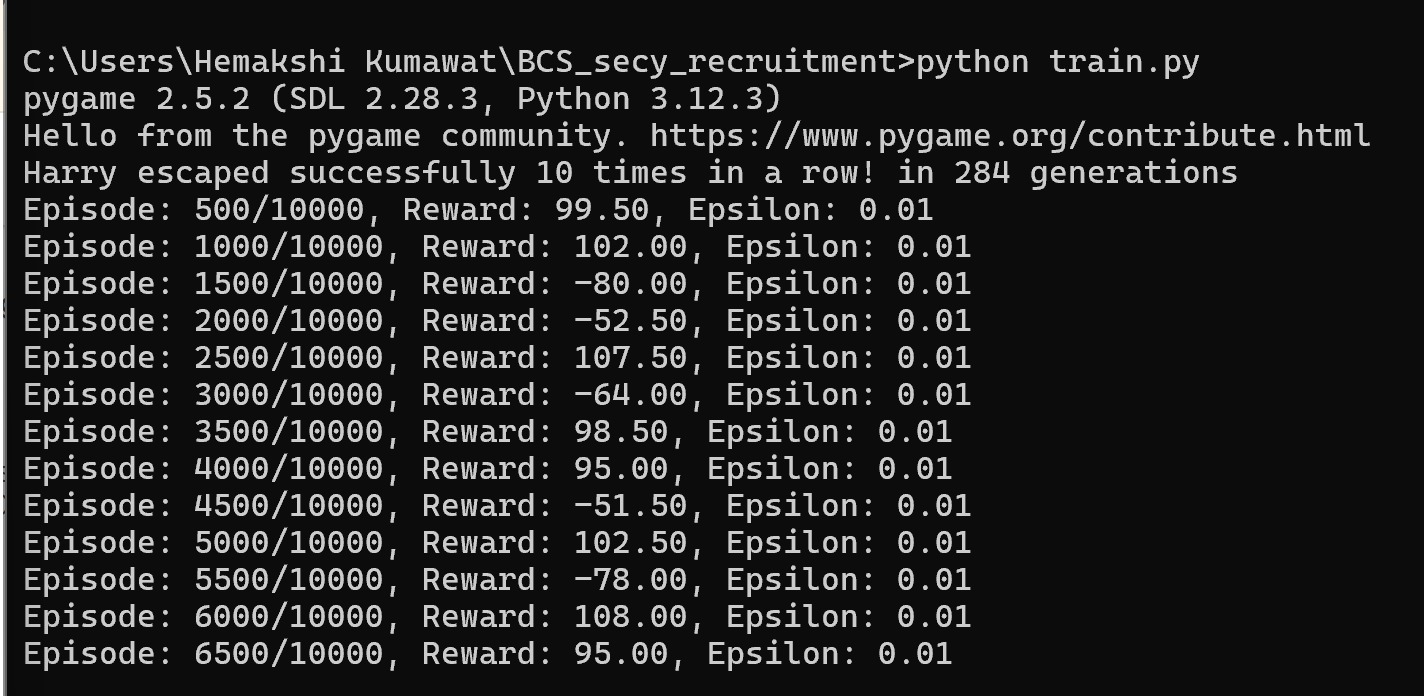 C:\Users\Hemakshi Kumawat\BCS_secy_recruitment>python train.py
pygame 2.5.2 (SDL 2.28.3, Python 3.12.3)
Hello from the pygame community. https://www.pygame.org/contribute.html
Harry escaped successfully 10 times in a row! in 284 generations
Episode: 500/10000, Reward: 99.50, Epsilon: 0.01
Episode: 1000/10000, Reward: 102.00, Epsilon: 0.01
Episode: 1500/10000, Reward: -80.00, Epsilon: 0.01
Episode: 2000/10000, Reward: -52.50, Epsilon: 0.01
Episode: 2500/10000, Reward: 107.50, Epsilon: 0.01
Episode: 3000/10000, Reward: -64.00, Epsilon: 0.01
Episode: 3500/10000, Reward: 98.50, Epsilon: 0.01
Episode: 4000/10000, Reward: 95.00, Epsilon: 0.01
Episode: 4500/10000, Reward: -51.50, Epsilon: 0.01
Episode: 5000/10000, Reward: 102.50, Epsilon: 0.01
Episode: 5500/10000, Reward: -78.00, Epsilon: 0.01
Episode: 6000/10000, Reward: 108.00, Epsilon: 0.01
Episode: 6500/10000, Reward: 95.00, Epsilon: 0.01